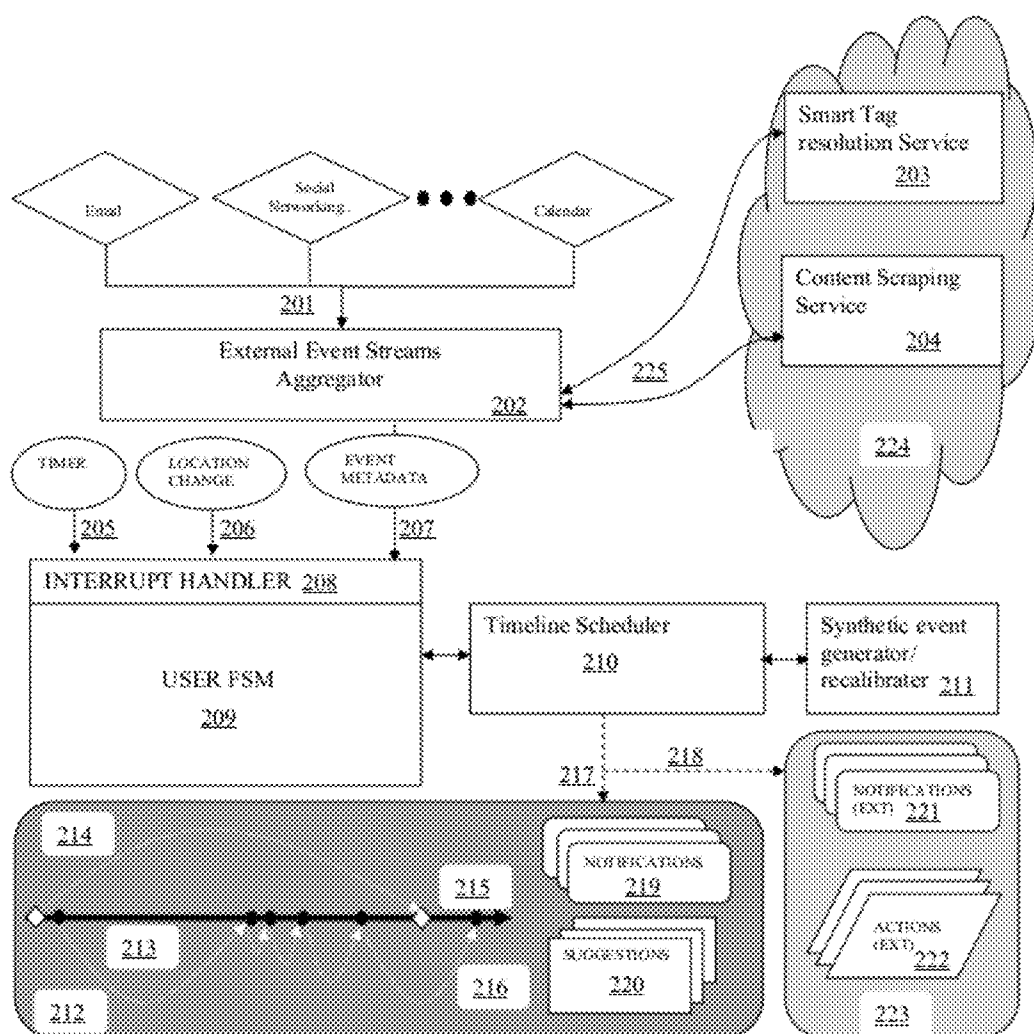 Smart Tag
resolution Service
203
Email
Social
Networking..
Calendar
Content Scraping
Service
204
201
External Event Streams
Aggregator
202
225
224
TIMER
LOCATION
CHANGE
EVENT
METADATA
205
206
207
INTERRUPT HANDLER 208
USER FSM
209
Timeline Scheduler
210
Synthetic event
generator/
recalibrater 211
217
218
214
NOTIFICATIONS
219
NOTIFICATIONS
(EXT) 221
215
213
216
SUGGESTIONS
220
ACTIONS
(EXT)
222
212
223